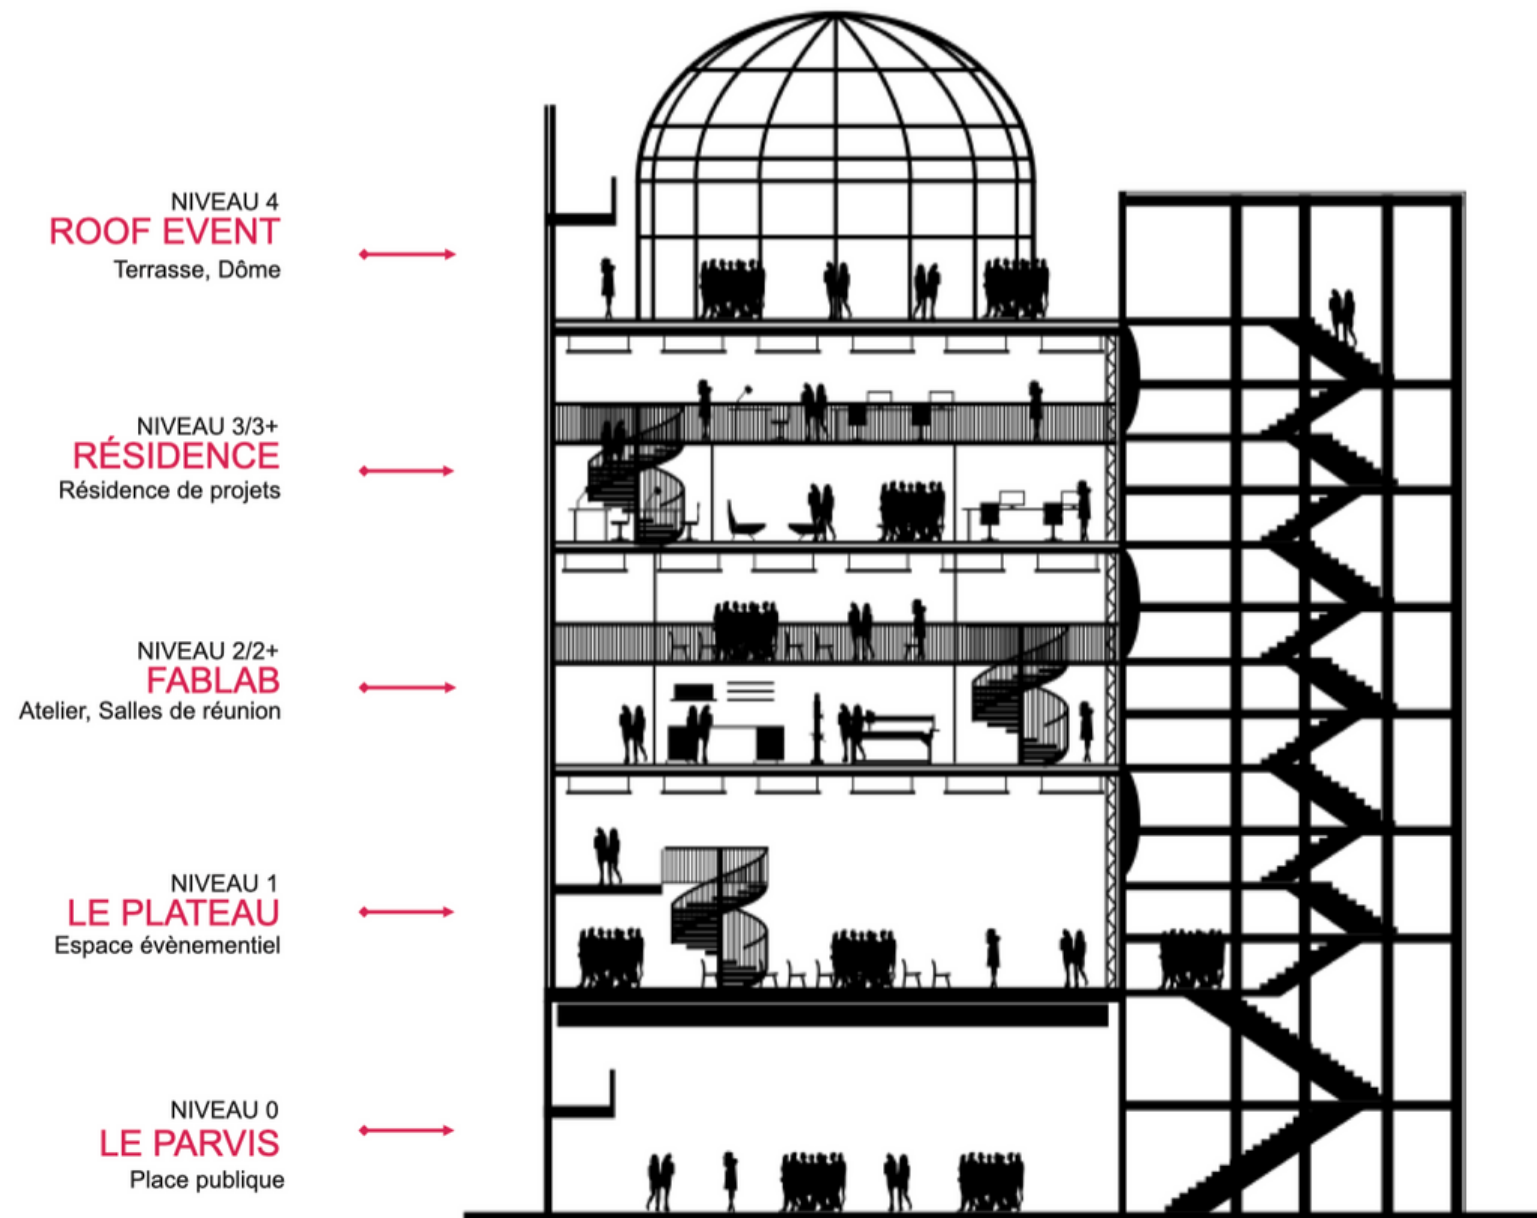 NIVEAU 4
ROOF EVENT
Terrasse, Dôme
NIVEAU 3/3+
RÉSIDENCE
Résidence de projets
NIVEAU 2/2+
FABLAB
Atelier, Salles de réunion
NIVEAU 1
LE PLATEAU
Espace évènementiel
NIVEAU 0
LE PARVIS
Place publique